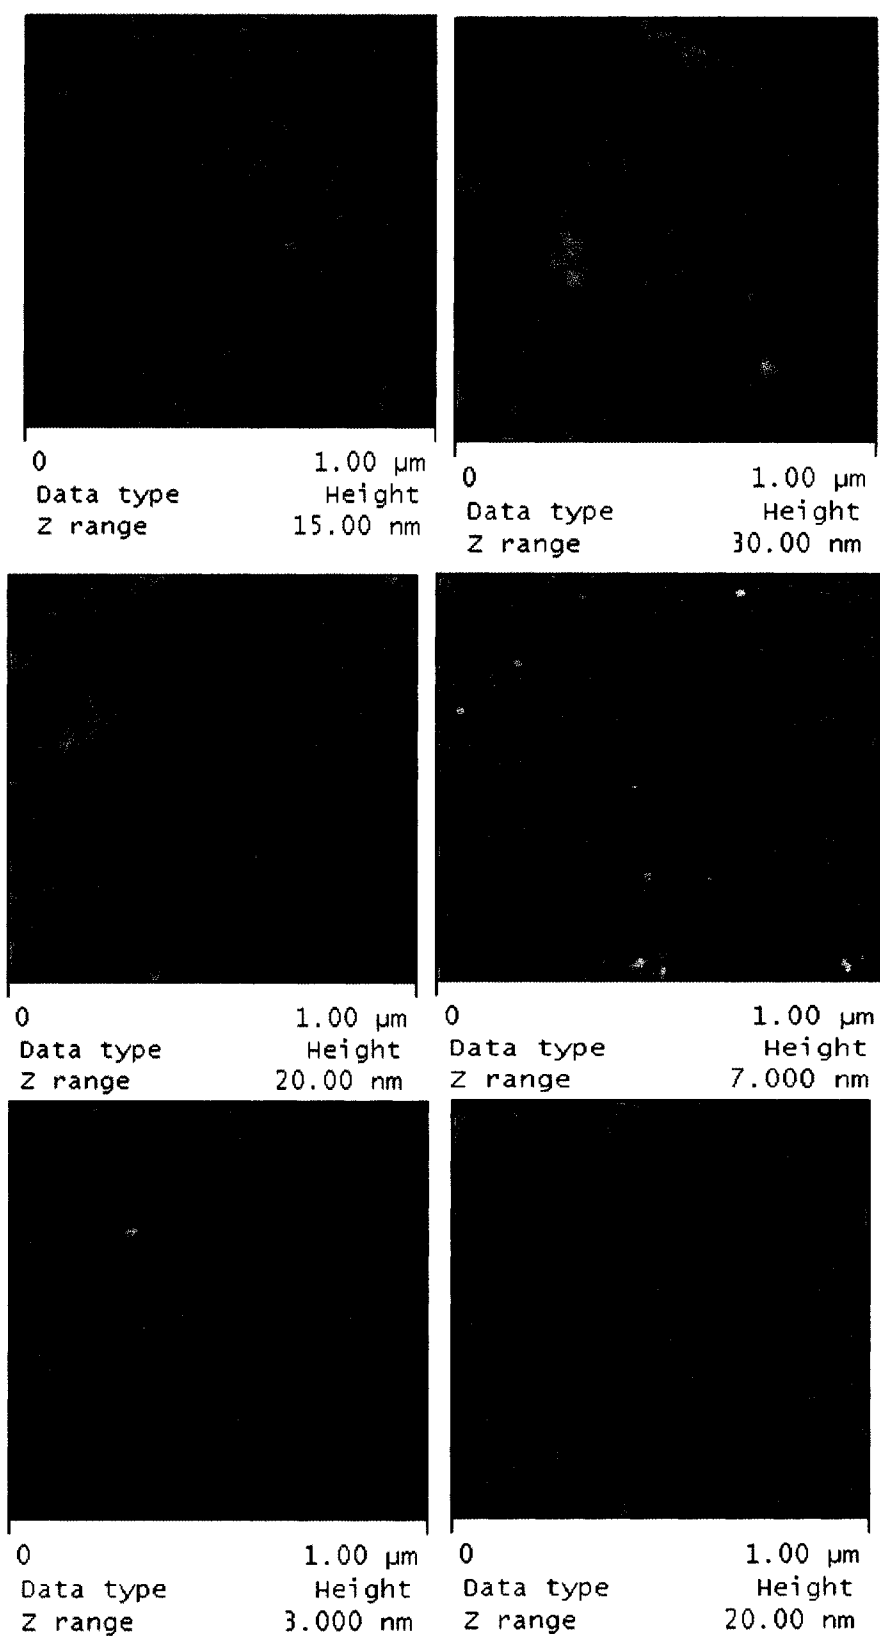 0 1.00 µm
Data type Height
Z range 15.00 nm
0 1.00 µm
Data type Height
Z range 30.00 nm
0 1.00 µm
Data type Height
Z range 20.00 nm
0 1.00 µm
Data type Height
Z range 7.000 nm
0 1.00 µm
Data type Height
Z range 3.000 nm
0 1.00 µm
Data type Height
Z range 20.00 nm